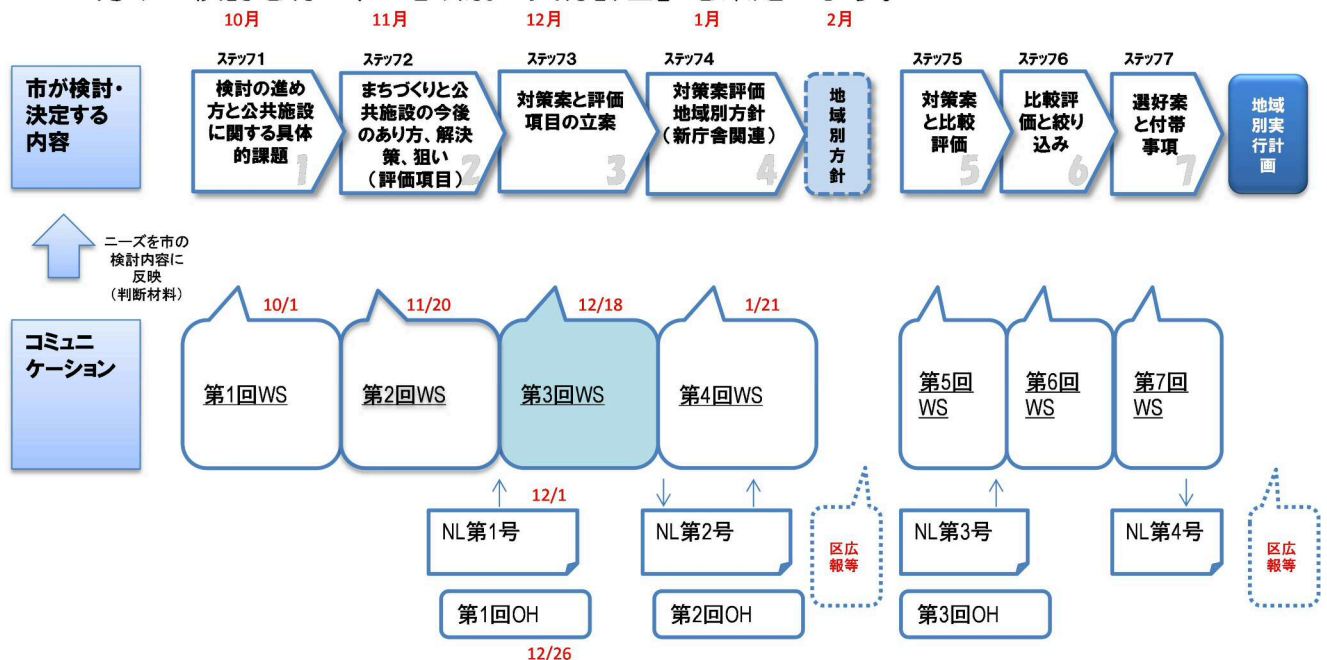 10月
11月
12月
1月
2月
ステップ1
ステップ2
ステップ3
ステップ4
ステップ5
ステップ6
ステップ7
市が検討・
決定する
内容
検討の進め
方と公共施設
に関する具体
的課題
1
まちづくりと公
共施設の今後
のあり方、解決
策、狙い
(評価項目)
2
対策案と評価
項目の立案
3
対策案評価
地域別方針
(新庁舎関連)
4
地
域
別
方
針
対策案
と比較
評価
5
比較評
価と絞り
込み
6
選好案
と付帯
事項
7
地域
別実
行計
画
ニーズを市の
検討内容に
反映
(判断材料)
10/1
11/20
12/18
1/21
コミュニ
ケーション
第1回WS
第2回WS
第3回WS
第4回WS
第5回
WS
第6回
WS
第7回
WS
12/1
NL第1号
NL第2号
区広
報等
NL第3号
NL第4号
区広
報等
第1回OH
第2回OH
第3回OH
12/26